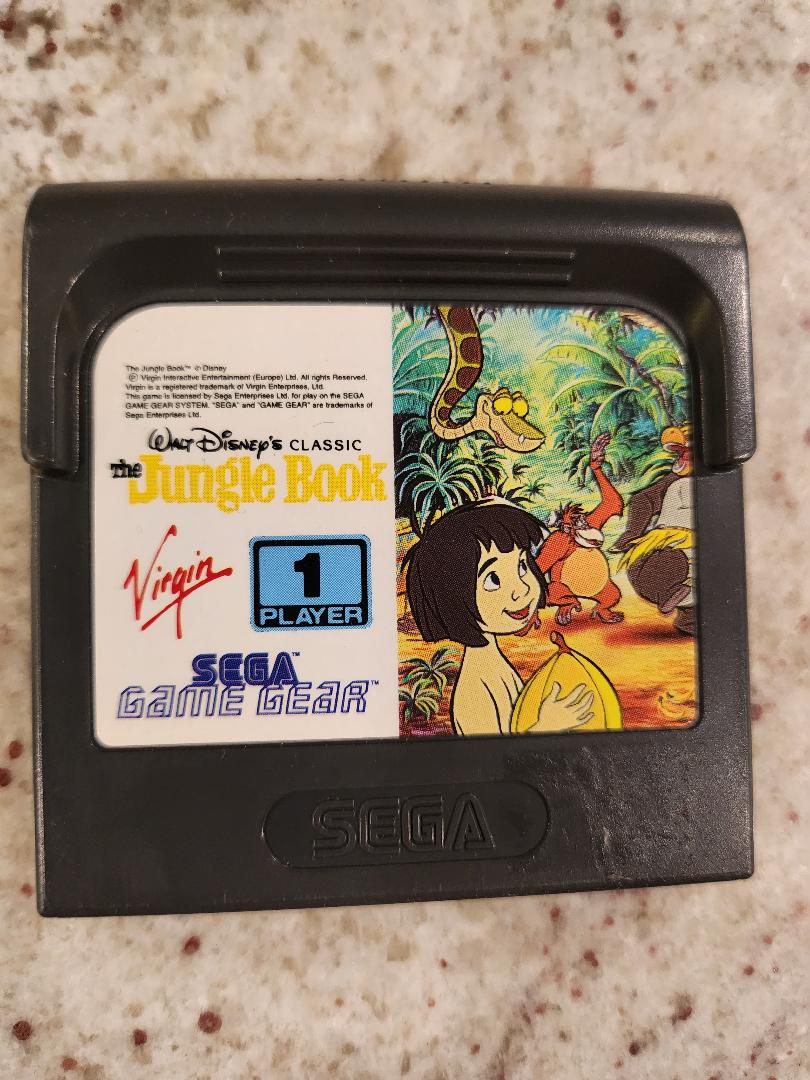 The Jungle Book™ © Disney
Ⓟ Virgin Interactive Entertainment (Europe) Ltd. All rights Reserved.
Virgin is a registered trademark of Virgin Enterprises, Ltd.
This game is licensed by Sega Enterprises Ltd. for play on the SEGA
GAME GEAR SYSTEM. "SEGA" and "GAME GEAR" are trademarks of
Sega Enterprises Ltd.
WALT DISNEY'S CLASSIC
The Jungle Book
Virgin
1
PLAYER
SEGA™
GAME GEAR™
SEGA